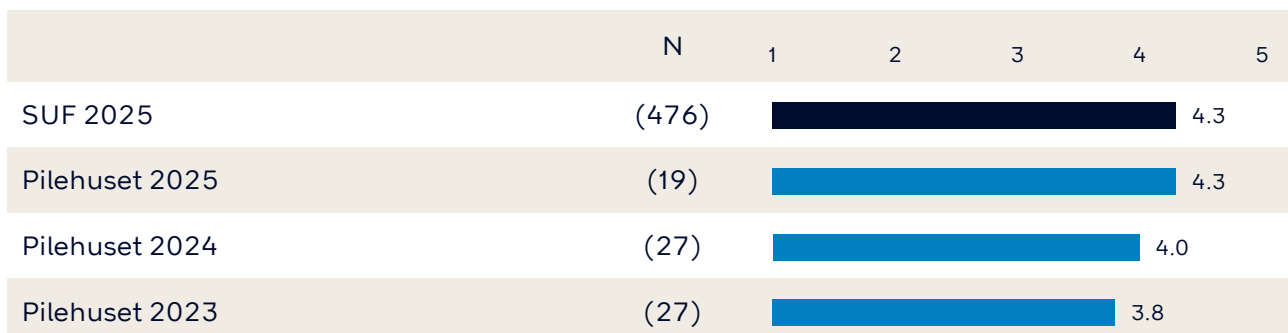 N 1 2 3 4 5
SUF 2025 (476) 4.3
Pilehuset 2025 (19) 4.3
Pilehuset 2024 (27) 4.0
Pilehuset 2023 (27) 3.8